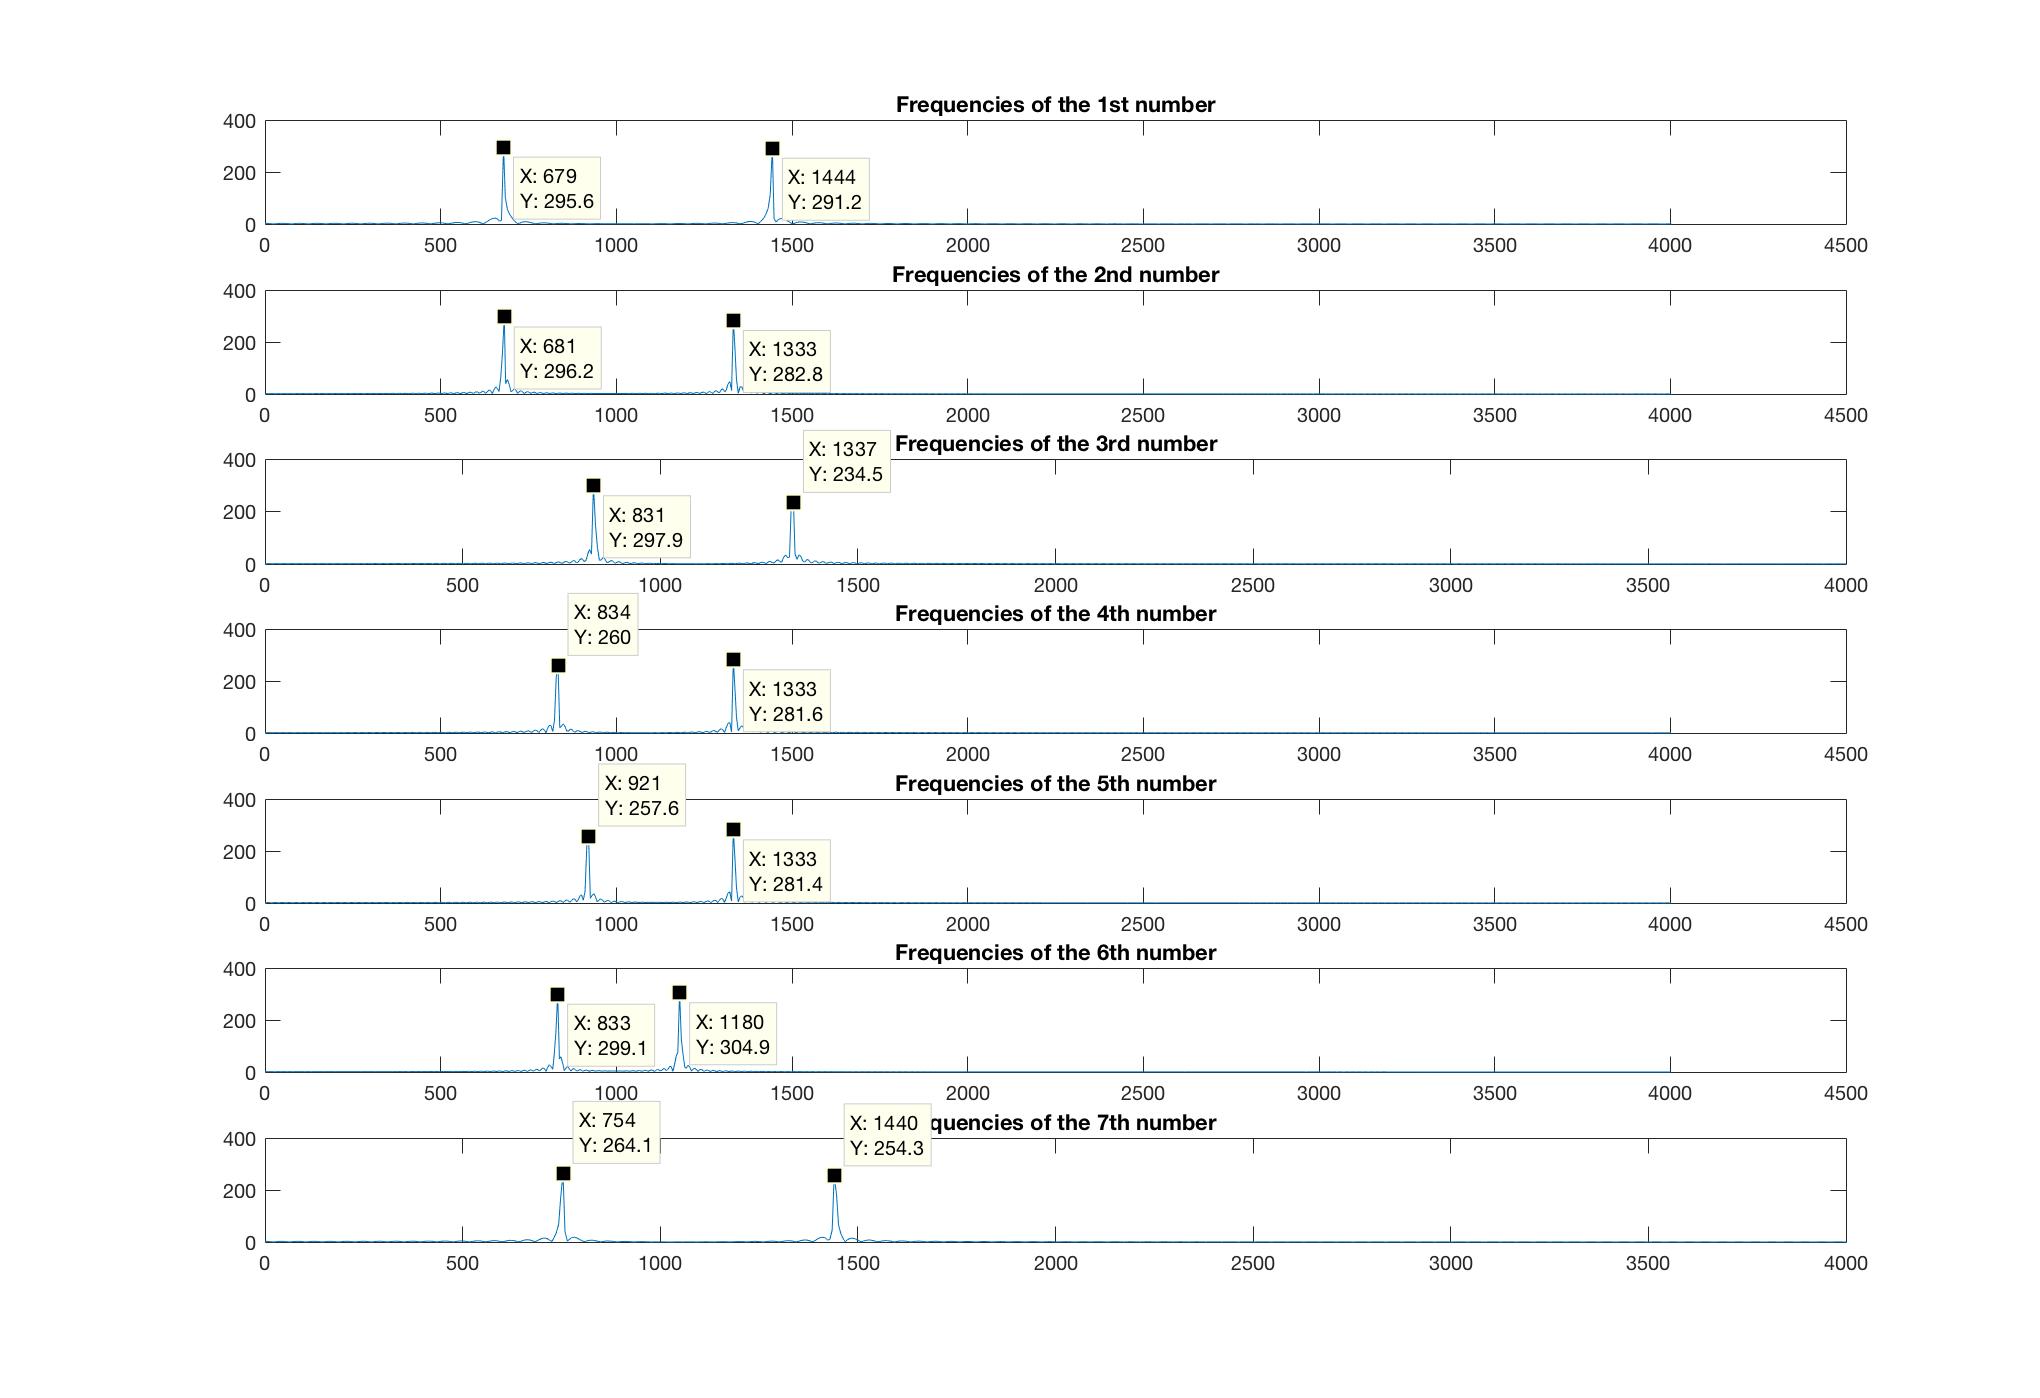 Frequencies of the 1st number
400
200
0
X: 679
Y: 295.6
X: 1444
Y: 291.2
0 500 1000 1500 2000 2500 3000 3500 4000 4500
Frequencies of the 2nd number
400
200
0
X: 681
Y: 296.2
X: 1333
Y: 282.8
0 500 1000 1500 2000 2500 3000 3500 4000 4500
Frequencies of the 3rd number
400
200
0
X: 831
Y: 297.9
X: 1337
Y: 234.5
0 500 1000 1500 2000 2500 3000 3500 4000
Frequencies of the 4th number
400
200
0
X: 834
Y: 260
X: 1333
Y: 281.6
0 500 1000 1500 2000 2500 3000 3500 4000 4500
Frequencies of the 5th number
400
200
0
X: 921
Y: 257.6
X: 1333
Y: 281.4
0 500 1000 1500 2000 2500 3000 3500 4000 4500
Frequencies of the 6th number
400
200
0
X: 833
Y: 299.1
X: 1180
Y: 304.9
0 500 1000 1500 2000 2500 3000 3500 4000 4500
quencies of the 7th number
400
200
0
X: 754
Y: 264.1
X: 1440
Y: 254.3
0 500 1000 1500 2000 2500 3000 3500 4000